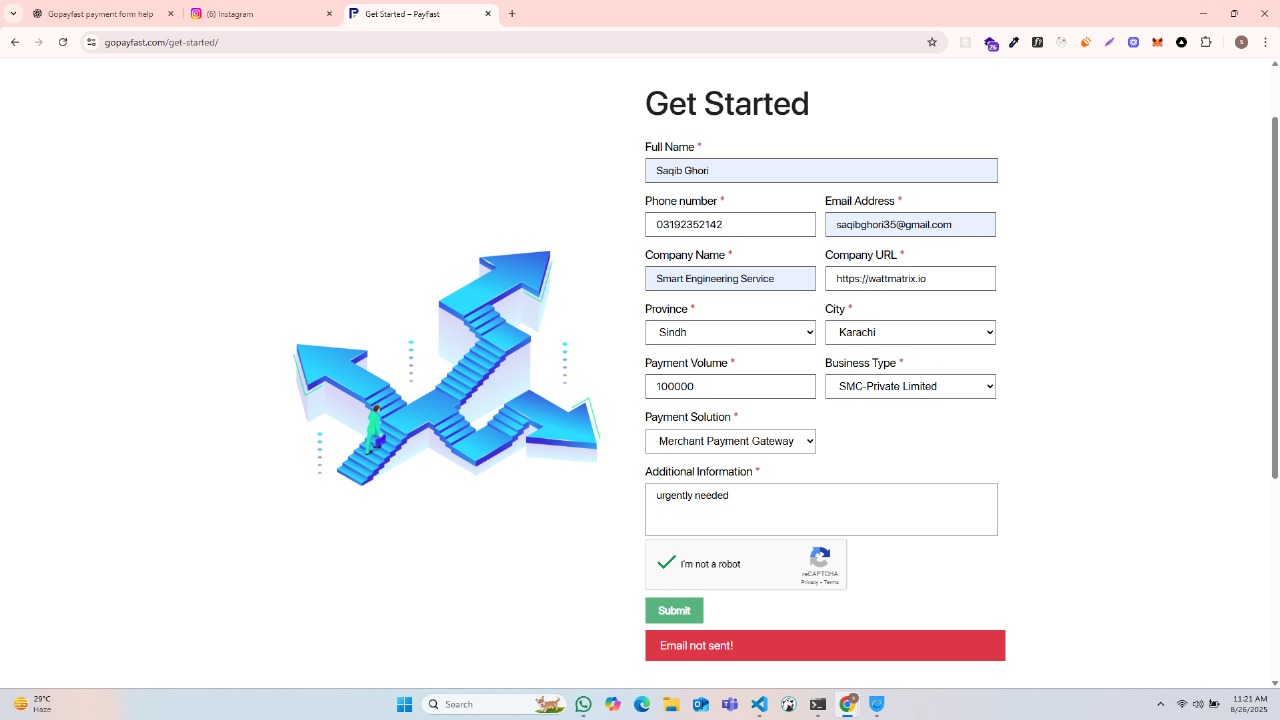 Gopayfast payment form help
(5) Instagram
Get Started – PayFast
gopayfast.com/get-started/
26
S
Get Started
Full Name *
Saqib Ghori
Phone number *
Email Address *
03192352142
saqibghori35@gmail.com
Company Name *
Company URL *
Smart Engineering Service
https://wattmatrix.io
Province *
City *
Sindh
Karachi
Payment Volume *
Business Type *
100000
SMC-Private Limited
Payment Solution *
Merchant Payment Gateway
Additional Information *
urgently needed
I'm not a robot
reCAPTCHA
Privacy - Terms
Submit
Email not sent!
29°C
Haze
Search
11:21 AM
8/26/2025